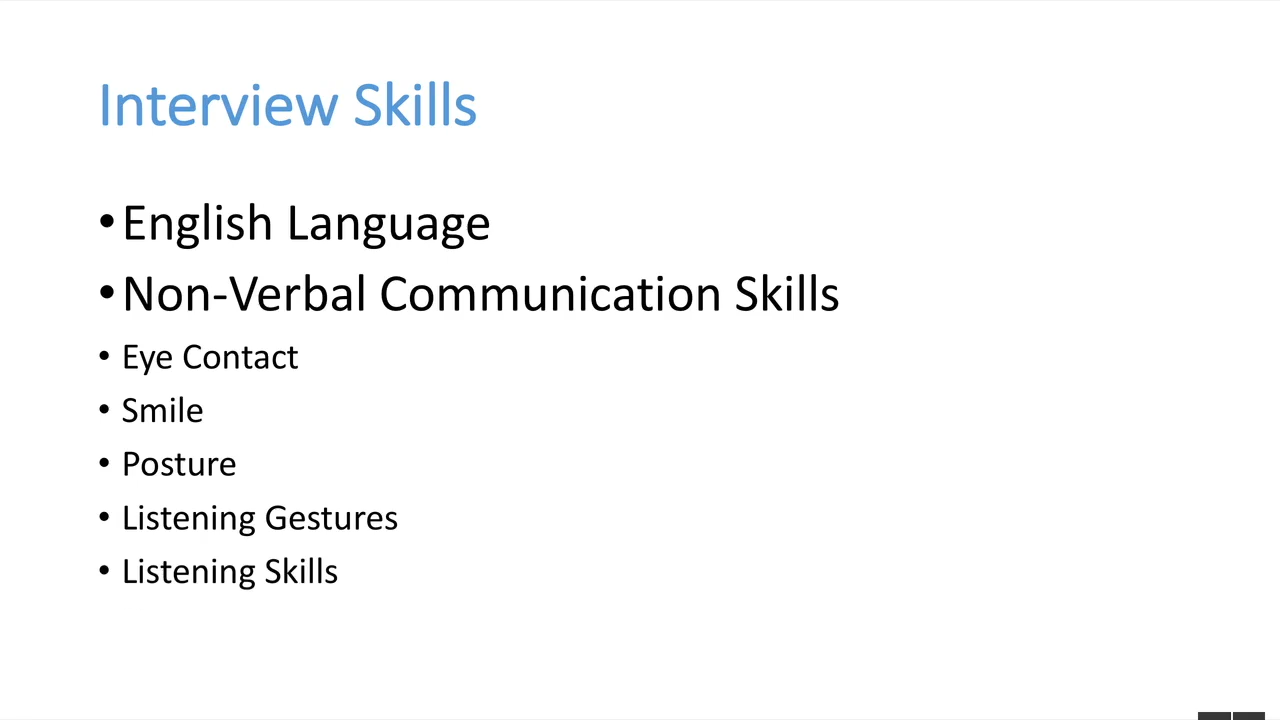 Interview Skills
•English Language
•Non-Verbal Communication Skills
• Eye Contact
• Smile
• Posture
• Listening Gestures
• Listening Skills